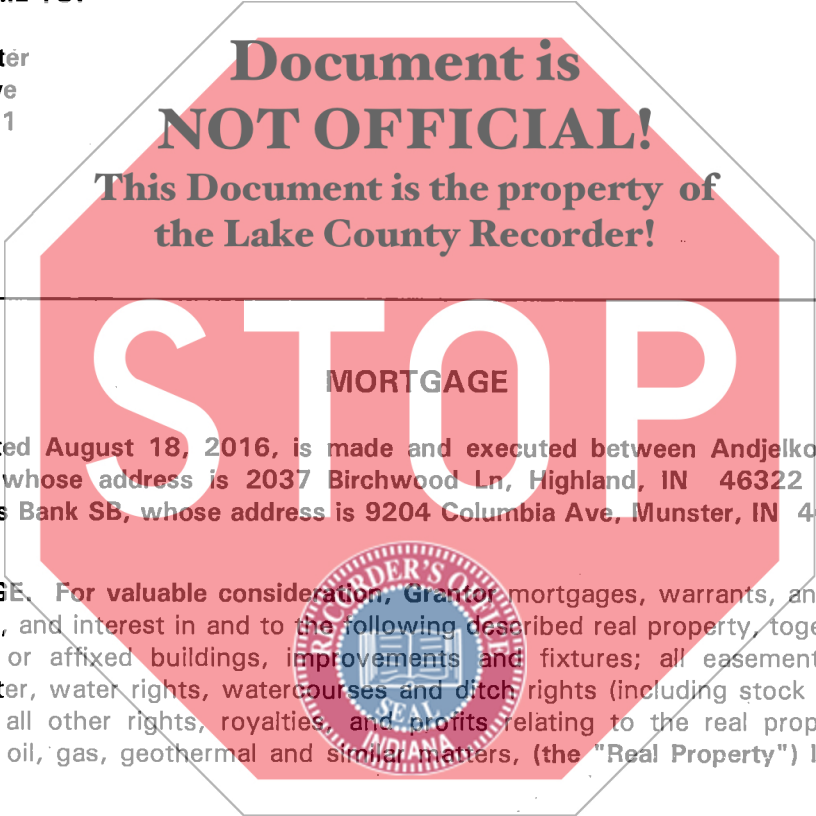 ter
ve
1
Document is
NOT OFFICIAL!
This Document is the property of
the Lake County Recorder!
STOP
MORTGAGE
ted August 18, 2016, is made and executed between Andjelko
whose address is 2037 Birchwood Ln, Highland, IN 46322
s Bank SB, whose address is 9204 Columbia Ave, Munster, IN 4
GE. For valuable consideration, Grantor mortgages, warrants, an
, and interest in and to the following described real property, toge
or affixed buildings, improvements and fixtures; all easement
ter, water rights, watercourses and ditch rights (including stock
all other rights, royalties, and profits relating to the real prop
oil, gas, geothermal and similar matters, (the "Real Property") l
RECORDER'S OFFICE
SEAL
INDIANA